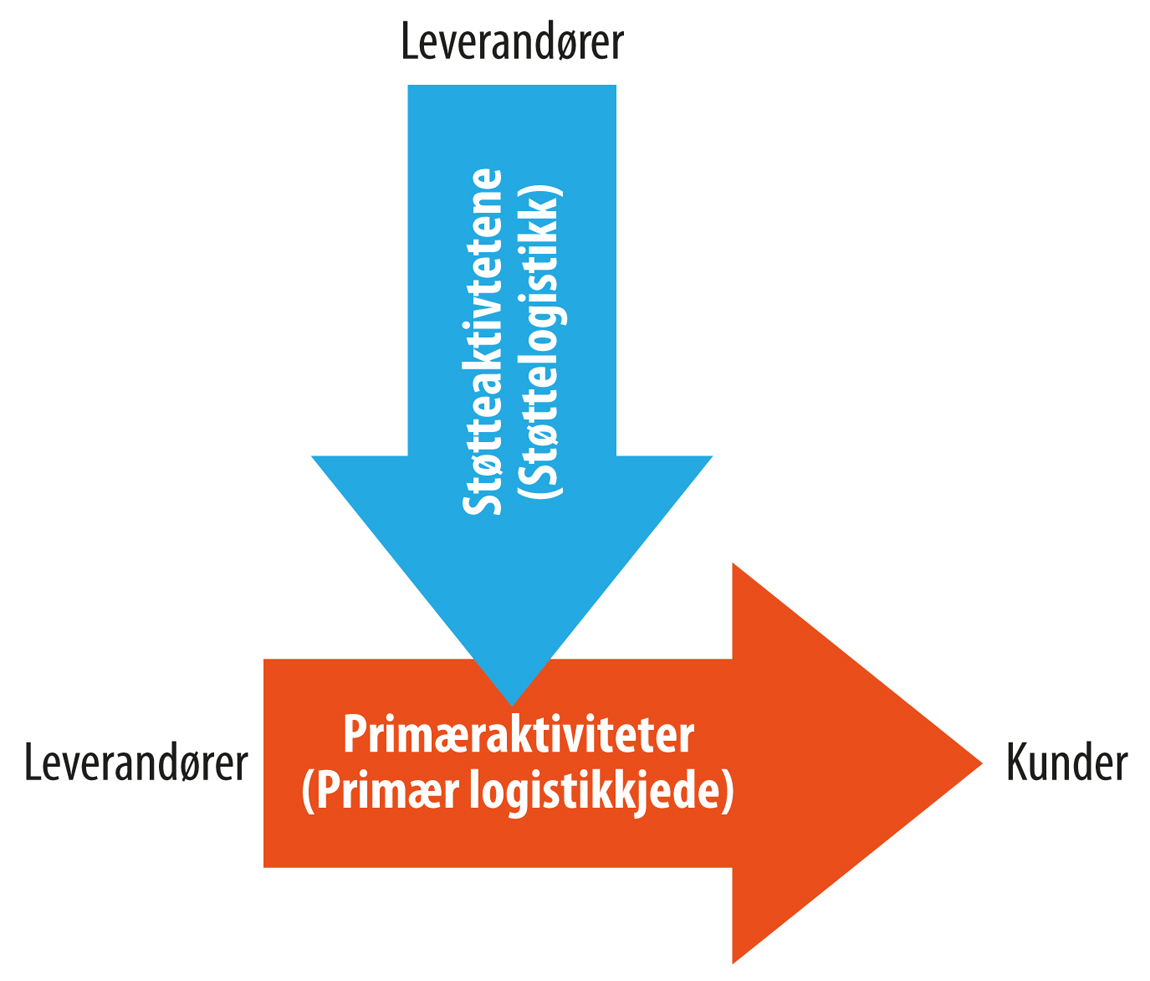 Leverandører
Støtteaktivtetene
(Støttelogistikk)
Leverandører
Primæraktiviteter
(Primær logistikkjede)
Kunder